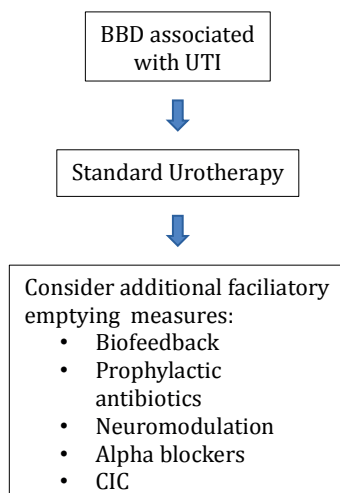 BBD associated
with UTI
Standard Urotherapy
Consider additional faciliatory
emptying measures:
• Biofeedback
• Prophylactic
antibiotics
• Neuromodulation
• Alpha blockers
• CIC